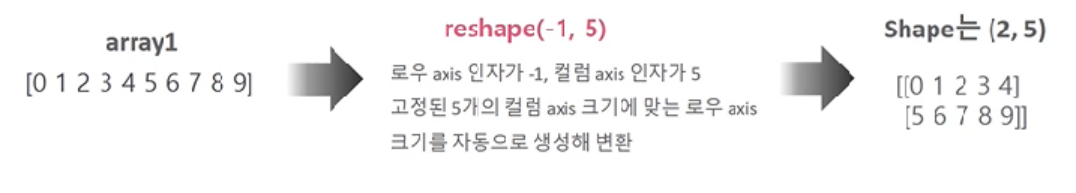 array1
[0 1 2 3 4 5 6 7 8 9]
reshape(-1, 5)
로우 axis 인자가 -1, 컬럼 axis 인자가 5
고정된 5개의 컬럼 axis 크기에 맞는 로우 axis
크기를 자동으로 생성해 변환
Shape는 (2, 5)
[[0 1 2 3 4]
[5 6 7 8 9]]